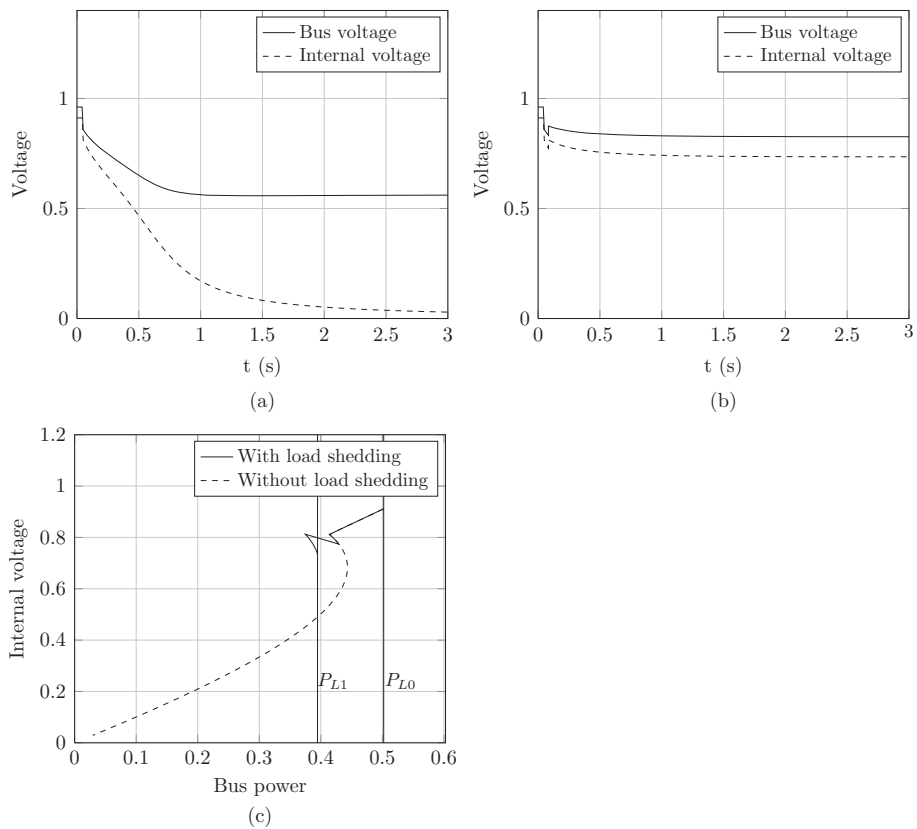 Bus voltage
Internal voltage
1
0.5
0
Voltage
0 0.5 1 1.5 2 2.5 3
t (s)
(a)
Bus voltage
Internal voltage
1
0.5
0
Voltage
0 0.5 1 1.5 2 2.5 3
t (s)
(b)
With load shedding
Without load shedding
1.2
1
0.8
0.6
0.4
0.2
0
Internal voltage
P_{L1} P_{L0}
0 0.1 0.2 0.3 0.4 0.5 0.6
Bus power
(c)